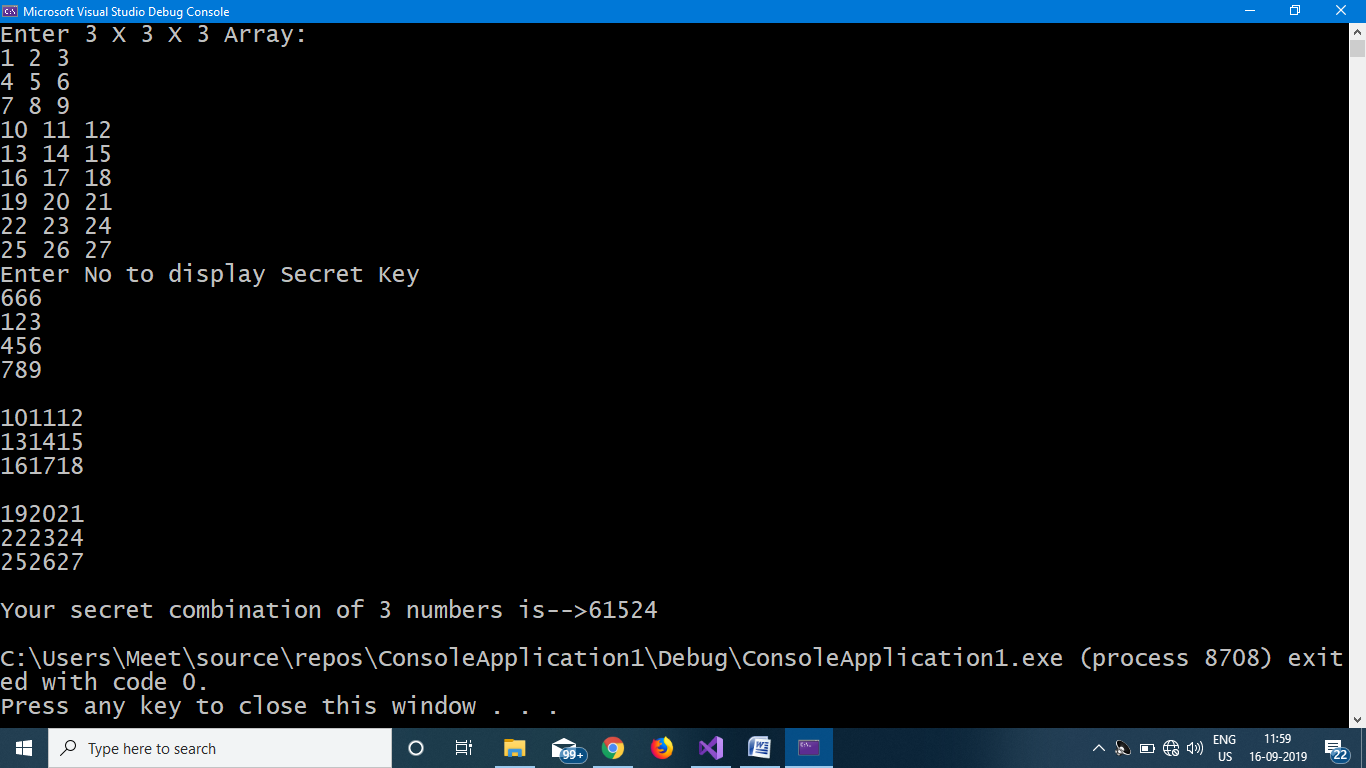 Microsoft Visual Studio Debug Console
Enter 3 X 3 X 3 Array:
1 2 3
4 5 6
7 8 9
10 11 12
13 14 15
16 17 18
19 20 21
22 23 24
25 26 27
Enter No to display Secret Key
666
123
456
789
101112
131415
161718
192021
222324
252627
Your secret combination of 3 numbers is-->61524
C:\Users\Meet\source\repos\ConsoleApplication1\Debug\ConsoleApplication1.exe (process 8708) exit
ed with code 0.
Press any key to close this window . . .
Type here to search
99+
ENG
US
11:59
16-09-2019
22